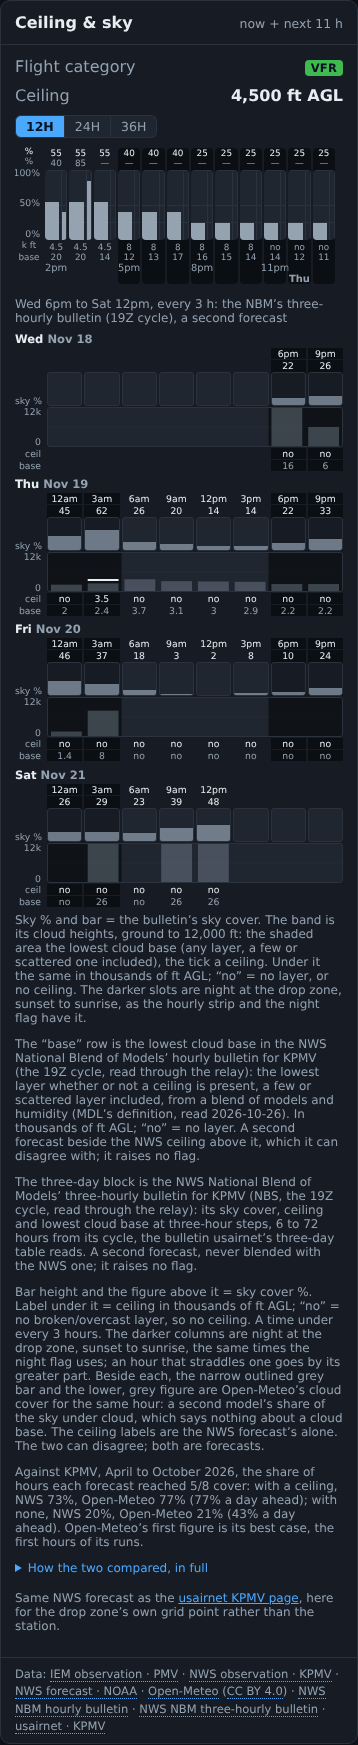 Ceiling & sky now + next 11 h
Flight category VFR
Ceiling 4,500 ft AGL
12H 24H 36H
% 55 55 55 40 40 40 25 25 25 25 25 25
% 40 85 — — — — — — — — — —
100%
50%
0%
k ft 4.5 4.5 4.5 8 8 8 8 8 8 no no no
base 20 20 14 12 13 17 16 13 12 14 12 11
2pm 5pm 8pm 11pm
Thu
Wed 6pm to Sat 12pm, every 3 h: the NBM’s three-
hourly bulletin (19Z cycle), a second forecast
Wed Nov 18
6pm 9pm
22 26
sky %
12k
0
ceil no no
base 16 6
Thu Nov 19
12am 3am 6am 9am 12pm 3pm 6pm 9pm
45 62 26 20 14 14 22 33
sky %
12k
0
ceil no 3.5 no no no no no no
base 2 2.4 3.7 3.1 3 2.9 2.2 2.2
Fri Nov 20
12am 3am 6am 9am 12pm 3pm 6pm 9pm
46 37 18 3 2 8 10 24
sky %
12k
0
ceil no no no no no no no no
base 1.4 8 no no no no no no
Sat Nov 21
12am 3am 6am 9am 12pm
26 29 23 39 48
sky %
12k
0
ceil no no no no no
base no 26 no 26 26
Sky % and bar = the bulletin’s sky cover. The band is
its cloud heights, ground to 12,000 ft: the shaded
area the lowest cloud base (any layer, a few or
scattered one included), the tick a ceiling. Under it
the same in thousands of ft AGL; “no” = no layer, or
no ceiling. The darker slots are night at the drop zone,
sunset to sunrise, as the hourly strip and the night
flag have it.
The “base” row is the lowest cloud base in the NWS
National Blend of Models’ hourly bulletin for KPMV
(the 19Z cycle, read through the relay): the lowest
layer whether or not a ceiling is present, a few or
scattered layer included, from a blend of models and
humidity (MDL’s definition, read 2026-10-26). In
thousands of ft AGL; “no” = no layer. A second
forecast beside the NWS ceiling above it, which it can
disagree with; it raises no flag.
The three-day block is the NWS National Blend of
Models’ three-hourly bulletin for KPMV (NBS, the 19Z
cycle, read through the relay): its sky cover, ceiling
and lowest cloud base at three-hour steps, 6 to 72
hours from its cycle, the bulletin usairnet’s three-day
table reads. A second forecast, never blended with
the NWS one; it raises no flag.
Bar height and the figure above it = sky cover %.
Label under it = ceiling in thousands of ft AGL; “no” =
no broken/overcast layer, so no ceiling. A time under
every 3 hours. The darker columns are night at the
drop zone, sunset to sunrise, the same times the
night flag uses; an hour that straddles one goes by its
greater part. Beside each, the narrow outlined grey
bar and the lower, grey figure are Open-Meteo’s cloud
cover for the same hour: a second model’s share of
the sky under cloud, which says nothing about a cloud
base. The ceiling labels are the NWS forecast’s alone.
The two can disagree; both are forecasts.
Against KPMV, April to October 2026, the share of
hours each forecast reached 5/8 cover: with a ceiling,
NWS 73%, Open-Meteo 77% (77% a day ahead); with
none, NWS 20%, Open-Meteo 21% (43% a day
ahead). Open-Meteo’s first figure is its best case, the
first hours of its runs.
How the two compared, in full
Same NWS forecast as the usairnet KPMV page, here
for the drop zone’s own grid point rather than the
station.
Data: IEM observation · PMV · NWS observation · KPMV ·
NWS forecast · NOAA · Open-Meteo (CC BY 4.0) · NWS
NBM hourly bulletin · NWS NBM three-hourly bulletin ·
usairnet · KPMV